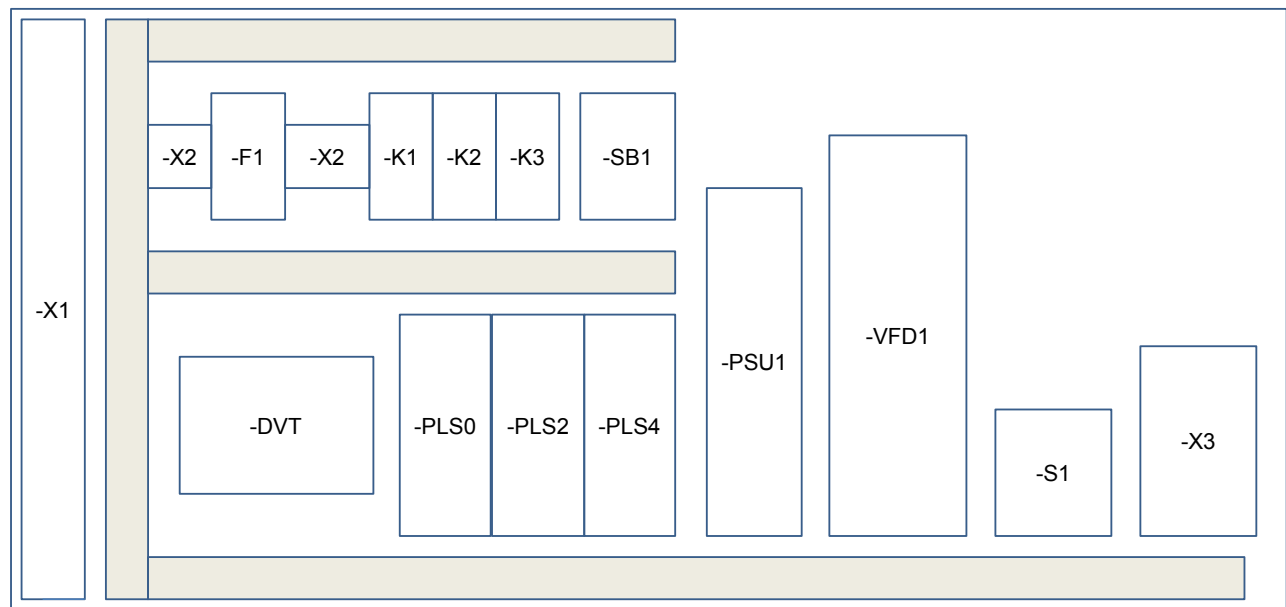 -X1
-X2
-F1
-X2
-K1
-K2
-K3
-SB1
-DVT
-PLS0
-PLS2
-PLS4
-PSU1
-VFD1
-S1
-X3